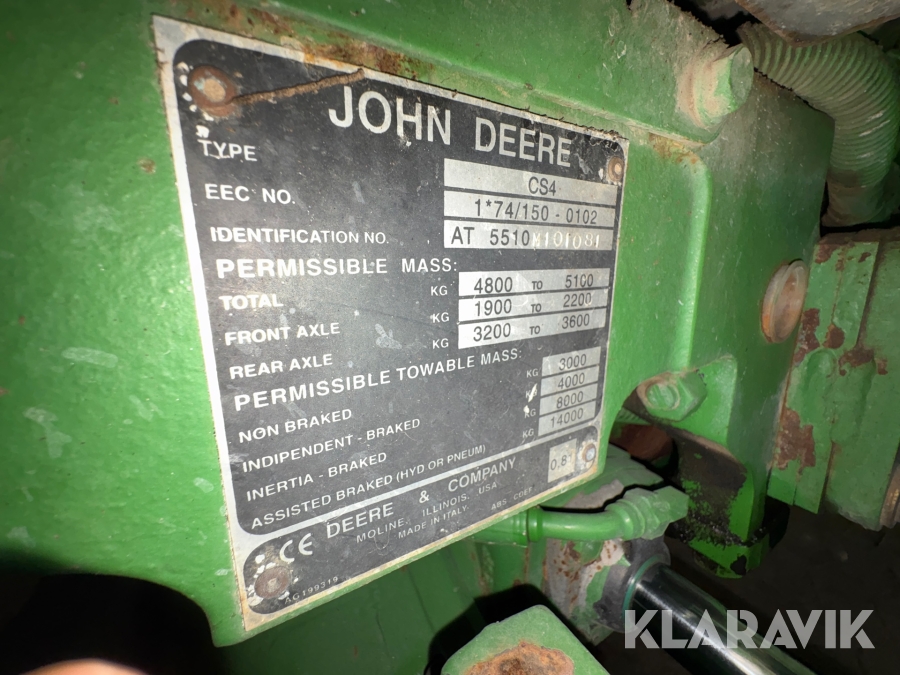 JOHN DEERE
TYPE CS4
EEC NO. 1*74/150 - 0102
IDENTIFICATION NO. AT 5510
PERMISSIBLE MASS:
TOTAL KG 4800 TO 5100
FRONT AXLE KG 1900 TO 2200
REAR AXLE KG 3200 TO 3600
PERMISSIBLE TOWABLE MASS:
NON BRAKED KG 3000
INDIPENDENT - BRAKED 4000
INERTIA - BRAKED KG 8000
ASSISTED BRAKED (HYD OR PNEUM) KG 14000
CE DEERE & COMPANY 0.8
MOLINE, ILLINOIS, USA
MADE IN ITALY
AGT99319
KLARAVIK